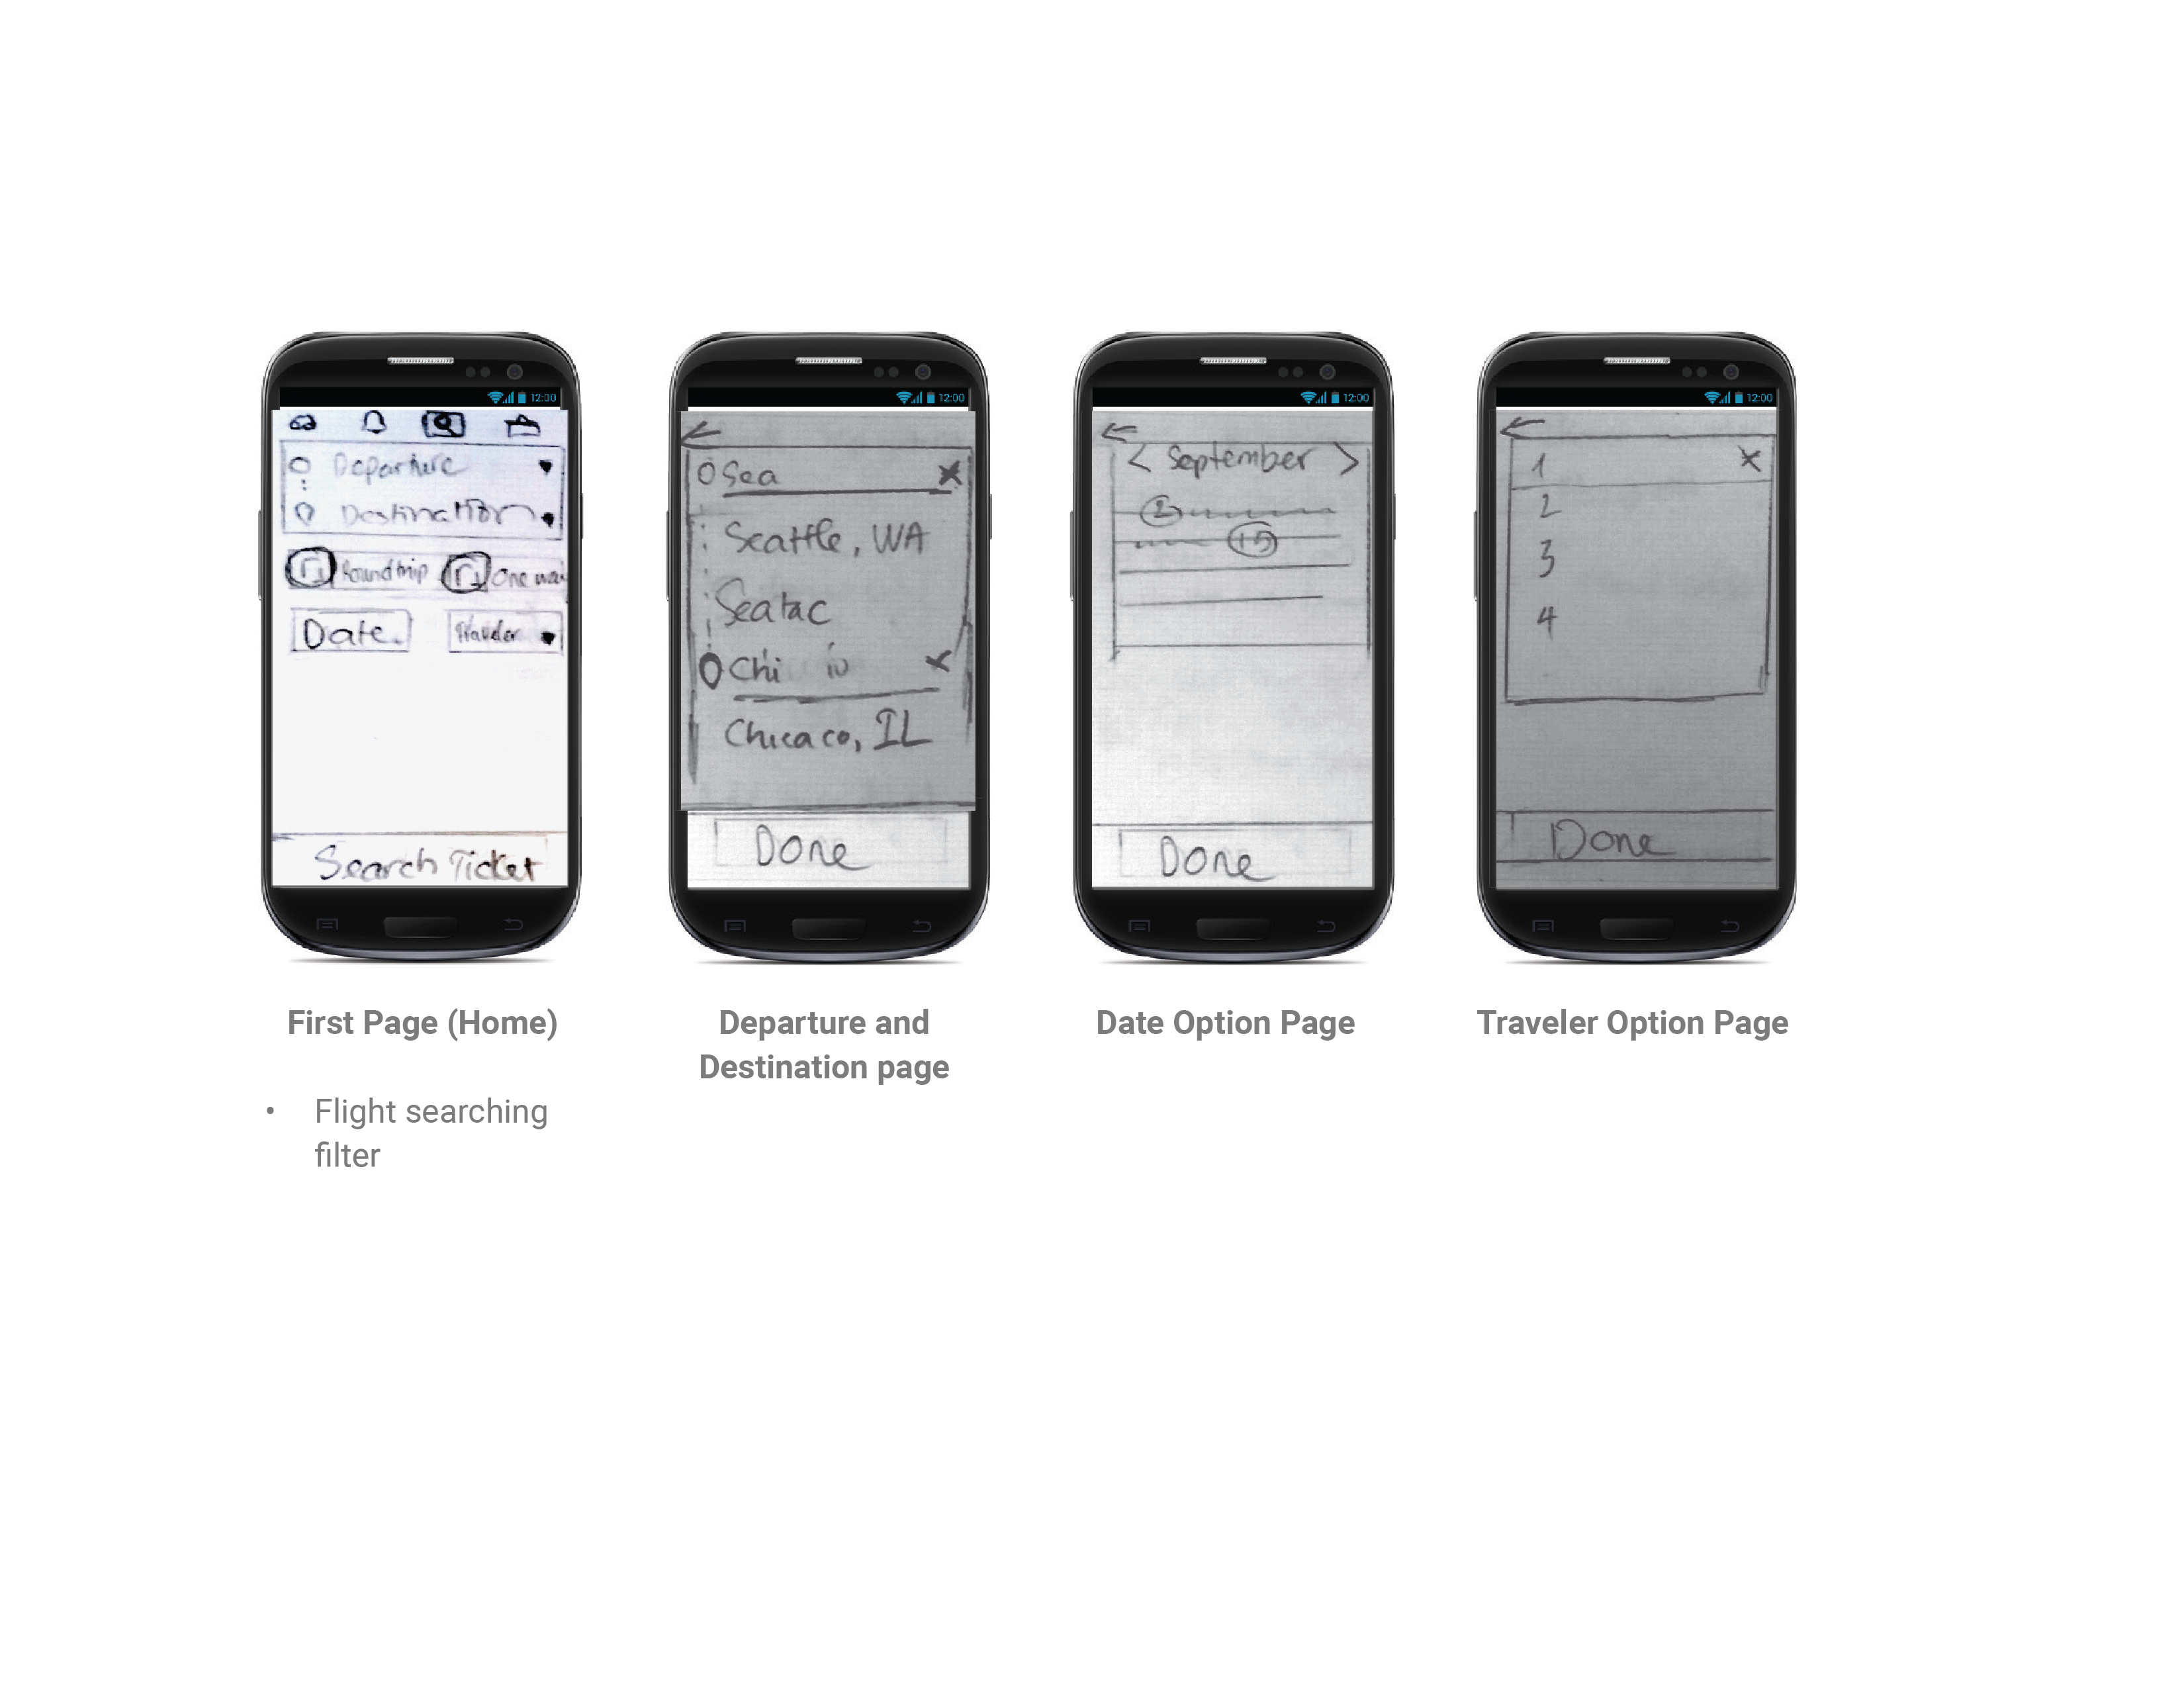 12:00
Departure
Destination
Roundtrip One way
Date. Traveler
Search Ticket
First Page (Home)
• Flight searching
filter
12:00
Sea
Seattle, WA
Seatac
Chi
Chicaco, IL
Done
Departure and
Destination page
12:00
< September >
2
15
Done
Date Option Page
12:00
1
2
3
4
Done
Traveler Option Page